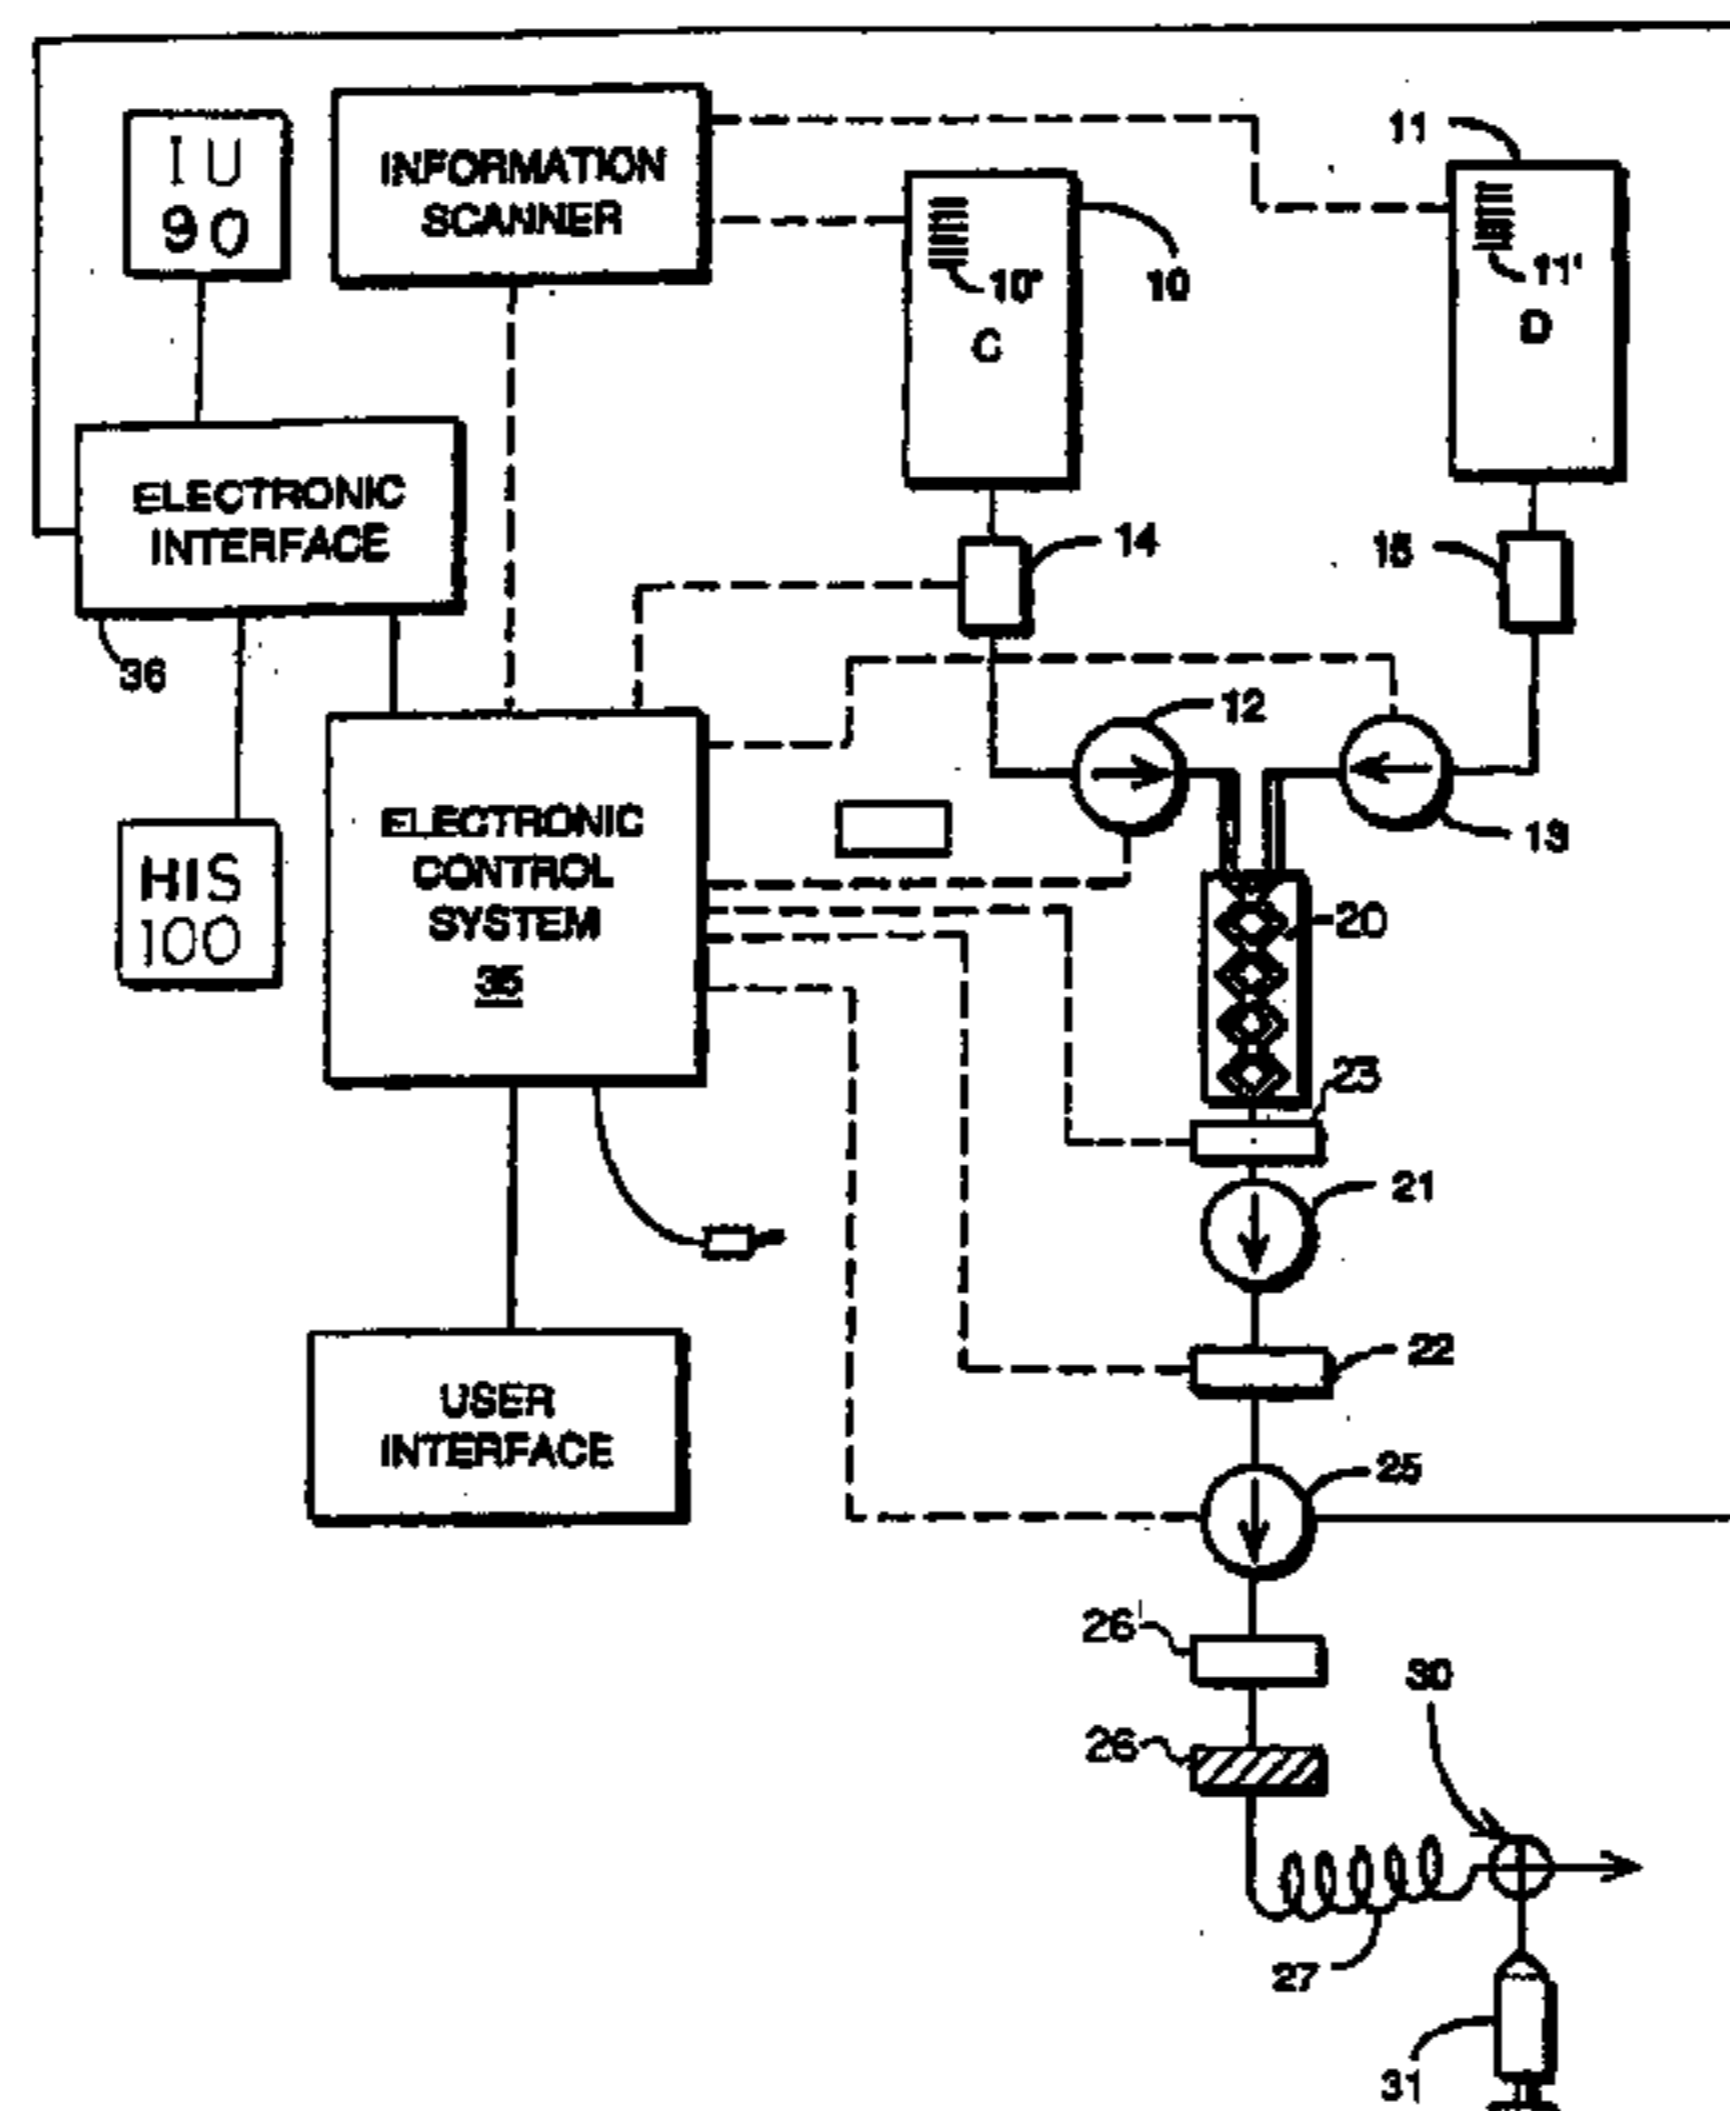 IU
90
INFORMATION
SCANNER
11
10'
10
11'
C
D
ELECTRONIC
INTERFACE
14
15
36
12
13
HIS
100
ELECTRONIC
CONTROL
SYSTEM
35
20
23
21
22
USER
INTERFACE
25
26'
26
30
27
31